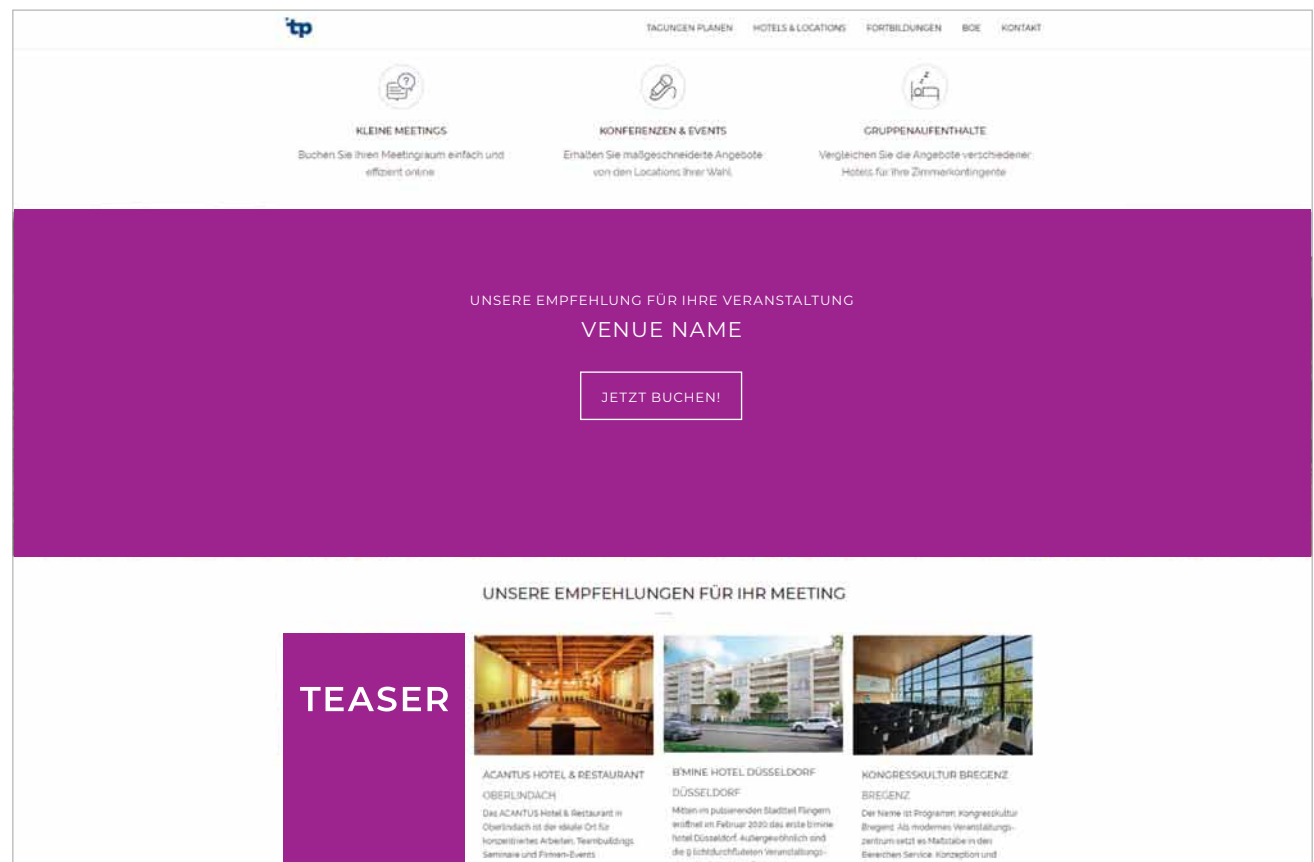 tp
TAGUNGEN PLANEN HOTELS & LOCATIONS FORTBILDUNGEN BOE KONTAKT
KLEINE MEETINGS
Buchen Sie Ihren Meetingraum einfach und
effizient online
KONFERENZEN & EVENTS
Erhalten Sie maßgeschneiderte Angebote
von den Locations Ihrer Wahl.
GRUPPENAUFENTHALTE
Vergleichen Sie die Angebote verschiedener
Hotels für Ihre Zimmerkontingente
UNSERE EMPFEHLUNG FÜR IHRE VERANSTALTUNG
VENUE NAME
JETZT BUCHEN!
UNSERE EMPFEHLUNGEN FÜR IHR MEETING
TEASER
ACANTUS HOTEL & RESTAURANT
OBERLINDACH
Das ACANTUS Hotel & Restaurant in
Oberlindach ist der ideale Ort für
konzentriertes Arbeiten, Teambuildings,
Seminare und Firmen-Events
B'MINE HOTEL DÜSSELDORF
DÜSSELDORF
Mitten im pulsierenden Stadtteil Flingern
eröffnet im Februar 2020 das erste b'mine
hotel Düsseldorf. Außergewöhnlich sind
die 9 lichtdurchfluteten Veranstaltungs-
KONGRESSKULTUR BREGENZ
BREGENZ
Der Name ist Programm: Kongresskultur
Bregenz. Als modernes Veranstaltungs-
zentrum setzt es Maßstäbe in den
Bereichen Service, Konzeption und